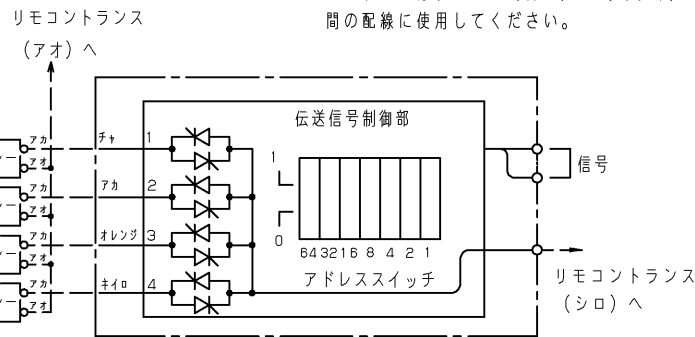 リモコントランス
(アオ)へ
間の配線に使用してください。
伝送信号制御部
アカ
アオ
アカ
アオ
アカ
アオ
アカ
アオ
チャ 1
アカ 2
オレンジ 3
キイロ 4
1
0
64 32 16 8 4 2 1
アドレススイッチ
信号
リモコントランス
(シロ)へ